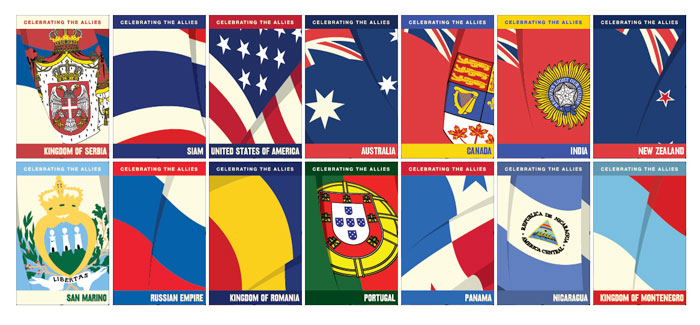 CELEBRATING THE ALLIES
KINGDOM OF SERBIA
CELEBRATING THE ALLIES
SIAM
CELEBRATING THE ALLIES
UNITED STATES OF AMERICA
CELEBRATING THE ALLIES
AUSTRALIA
CELEBRATING THE ALLIES
CANADA
CELEBRATING THE ALLIES
INDIA
CELEBRATING THE ALLIES
NEW ZEALAND
CELEBRATING THE ALLIES
LIBERTAS
SAN MARINO
CELEBRATING THE ALLIES
RUSSIAN EMPIRE
CELEBRATING THE ALLIES
KINGDOM OF ROMANIA
CELEBRATING THE ALLIES
PORTUGAL
CELEBRATING THE ALLIES
PANAMA
CELEBRATING THE ALLIES
REPUBLICA DE NICARAGUA
AMERICA CENTRAL
NICARAGUA
CELEBRATING THE ALLIES
KINGDOM OF MONTENEGRO